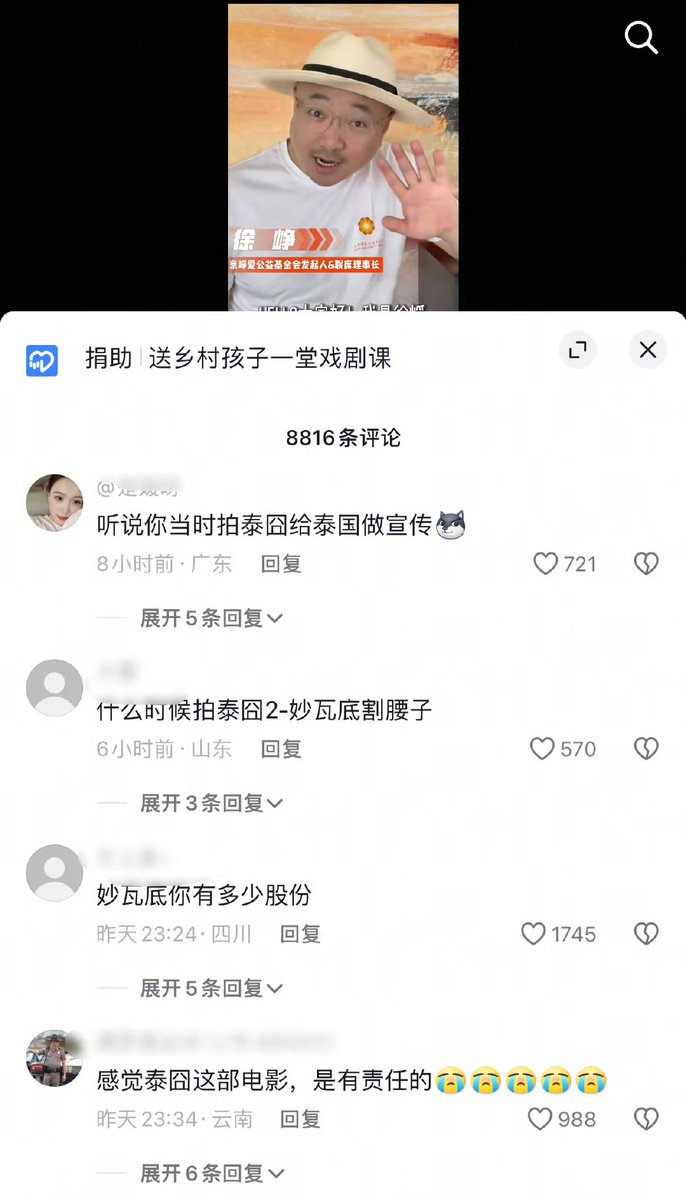 徐 峥
京峥爱公益基金会发起人&联席理事长
捐助 送乡村孩子一堂戏剧课
8816条评论
听说你当时拍泰囧给泰国做宣传
8小时前·广东 回复
721
展开5条回复
什么时候拍泰囧2-妙瓦底割腰子
6小时前·山东 回复
570
展开3条回复
妙瓦底你有多少股份
昨天23:24·四川 回复
1745
展开5条回复
感觉泰囧这部电影，是有责任的😭😭😭😭😭
昨天23:34·云南 回复
988
展开6条回复